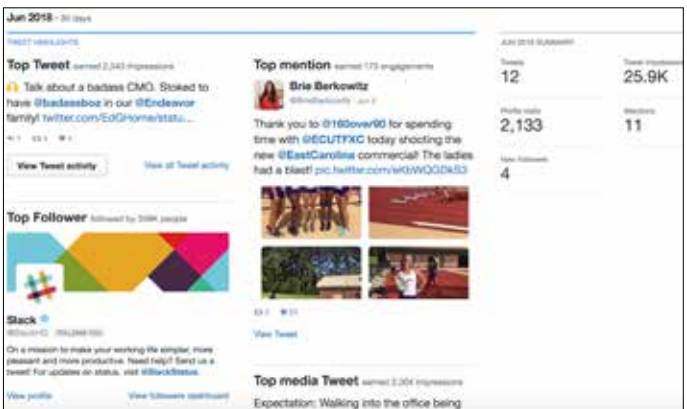 Jun 2018 · 30 days
TWEET HIGHLIGHTS
Top Tweet earned 2,343 impressions
Talk about a badass CMO. Stoked to
have @badassboz in our @Endeavor
family! twitter.com/EdGHome/statu…
View Tweet activity
View all Tweet activity
Top Follower followed by people
Slack
@SlackHQ FOLLOWS YOU
On a mission to make your working life simpler, more
pleasant and more productive. Need help? Send us a
tweet! For updates on status, visit @SlackStatus.
View profile
View followers dashboard
Top mention earned 173 engagements
Brie Berkowitz
Thank you to @160over90 for spending
time with @ECUTFXC today shooting the
new @EastCarolina commercial! The ladies
had a blast!
View Tweet
Top media Tweet earned impressions
Expectation: Walking into the office being
JUN 2018 SUMMARY
Tweets
12
Tweet impressions
25.9K
Profile visits
2,133
Mentions
11
New followers
4